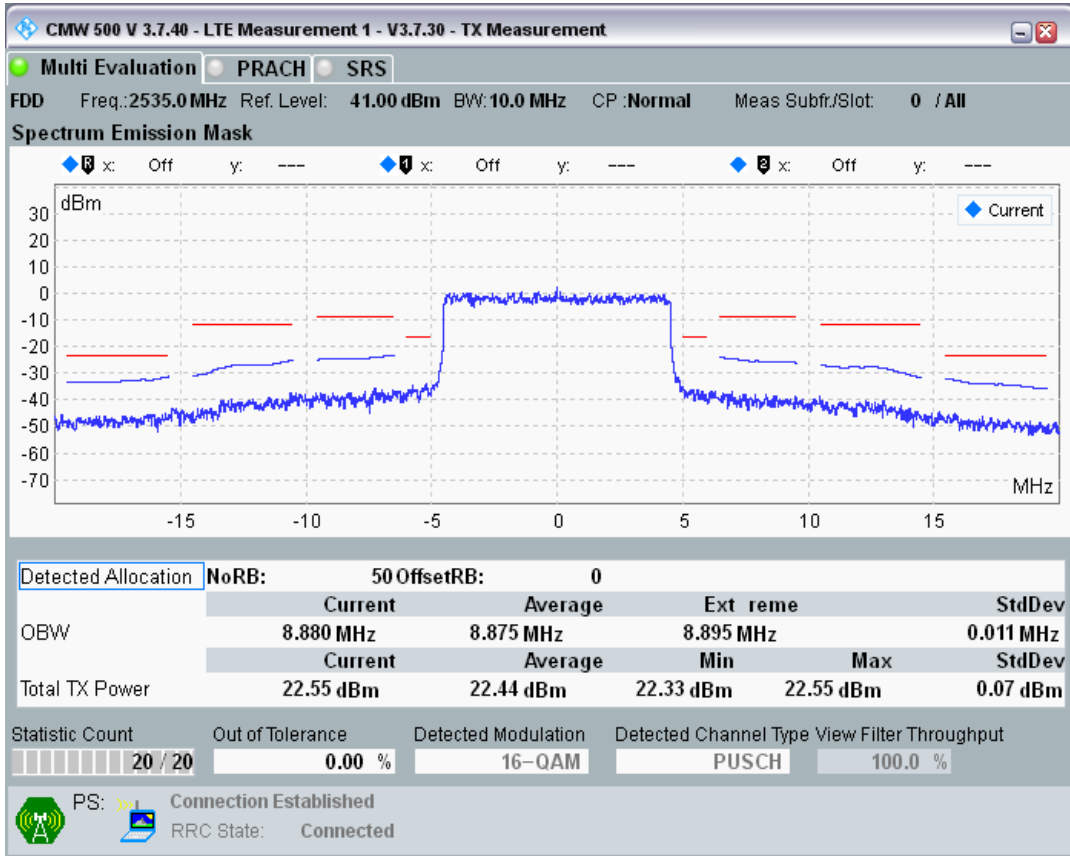 CMW 500 V 3.7.40 - LTE Measurement 1 - V3.7.30 - TX Measurement
Multi Evaluation PRACH SRS
FDD Freq.:2535.0 MHz Ref. Level: 41.00 dBm BW: 10.0 MHz CP :Normal Meas Subfr./Slot: 0 / All
Spectrum Emission Mask
R x: Off y: --- 1 x: Off y: --- 2 x: Off y: ---
dBm
Current
30
20
10
0
-10
-20
-30
-40
-50
-60
-70
MHz
-15 -10 -5 0 5 10 15
Detected Allocation NoRB: 50 OffsetRB: 0
Current Average Ext reme StdDev
OBW 8.880 MHz 8.875 MHz 8.895 MHz 0.011 MHz
Current Average Min Max StdDev
Total TX Power 22.55 dBm 22.44 dBm 22.33 dBm 22.55 dBm 0.07 dBm
Statistic Count Out of Tolerance Detected Modulation Detected Channel Type View Filter Throughput
20 / 20 0.00 % 16-QAM PUSCH 100.0 %
PS: Connection Established
RRC State: Connected